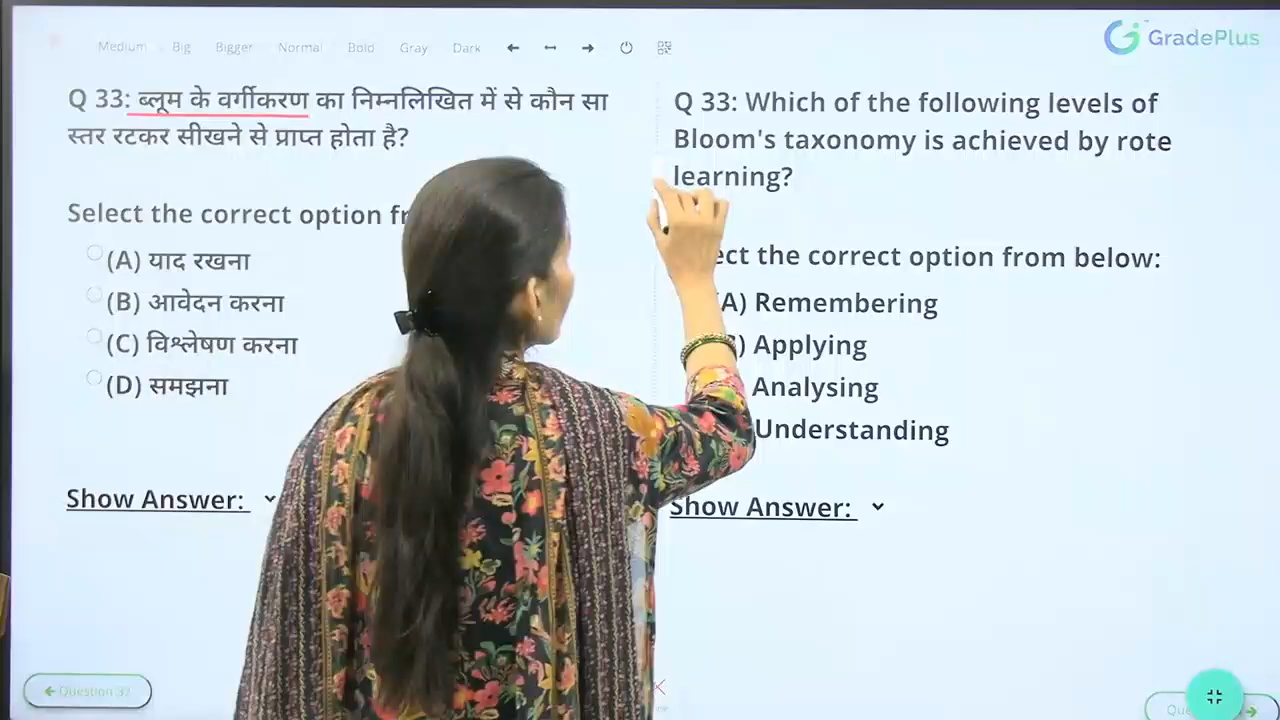 Medium Big Bigger Normal Bold Gray Dark
GradePlus
Q 33: ब्लूम के वर्गीकरण का निम्नलिखित में से कौन सा
स्तर रटकर सीखने से प्राप्त होता है?
Select the correct option
(A) याद रखना
(B) आवेदन करना
(C) विश्लेषण करना
(D) समझना
Show Answer:
Question 32
Q 33: Which of the following levels of
Bloom's taxonomy is achieved by rote
learning?
the correct option from below:
(A) Remembering
Applying
Analysing
Understanding
Show Answer: